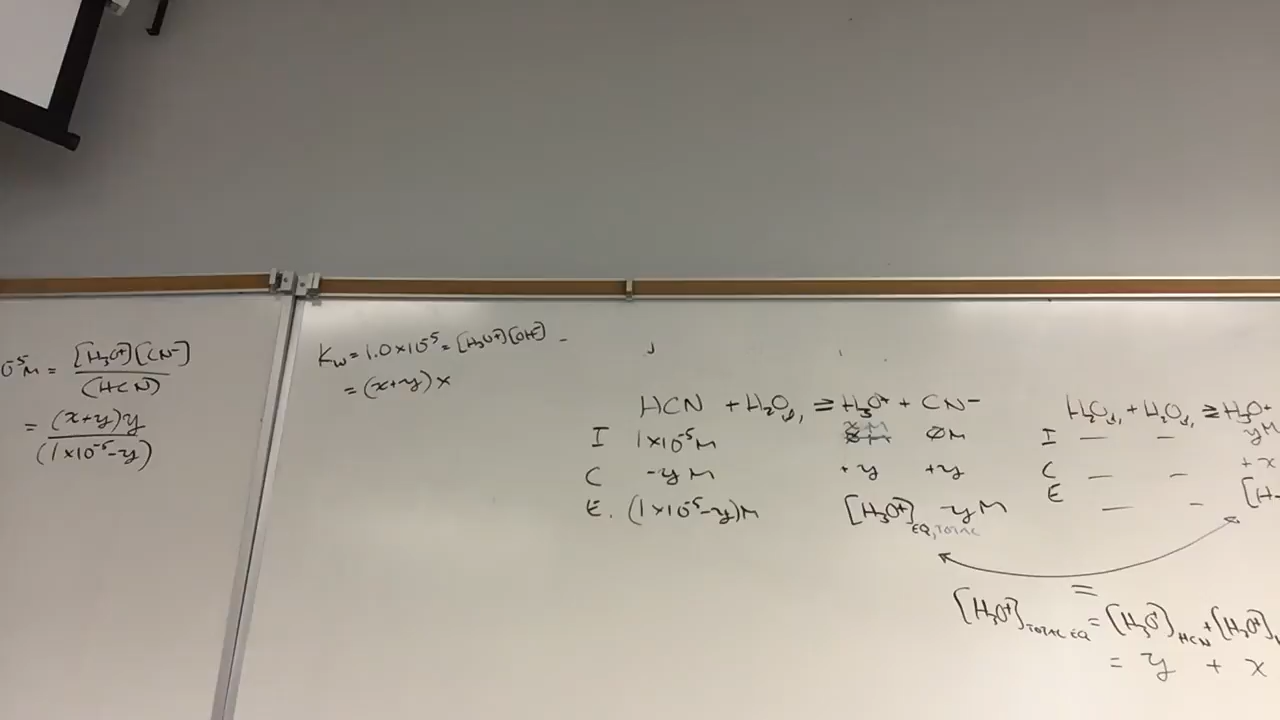 0⁻⁵M = [H₃O⁺][CN⁻]
(HCN)
= (x+y)y
(1×10⁻⁵-y)
Kw = 1.0×10⁻⁵ = [H₃O⁺][OH⁻] -
= (x+y) x
HCN + H₂O(l) ⇌ H₃O⁺ + CN⁻
I 1×10⁻⁵M x M ØM
C -y M +y +y
E. (1×10⁻⁵-y)M [H₃O⁺]EQ,TOTAL yM
H₂O(l) + H₂O(l) ⇌ H₃O+
I — — yM
C — — + x
E — — [H
=
[H₃O⁺]TOTAL EQ = [H₃O⁺]HCN + [H₃O⁺]
= y + x